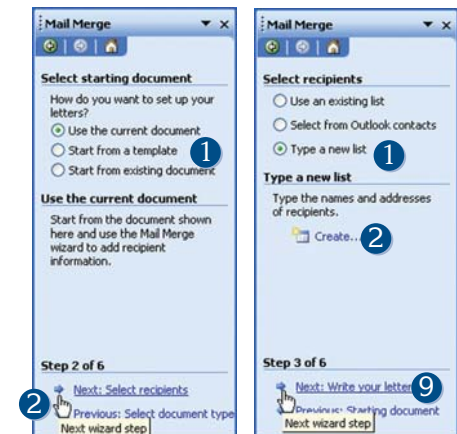 Mail Merge
Select starting document
How do you want to set up your
letters?
Use the current document
Start from a template
1
Start from existing document
Use the current document
Start from the document shown
here and use the Mail Merge
wizard to add recipient
information.
Step 2 of 6
Next: Select recipients
2
Previous: Select document type
Next wizard step
Mail Merge
Select recipients
Use an existing list
Select from Outlook contacts
Type a new list
1
Type a new list
Type the names and addresses
of recipients.
Create...
2
Step 3 of 6
Next: Write your letter
9
Previous: Starting document
Next wizard step